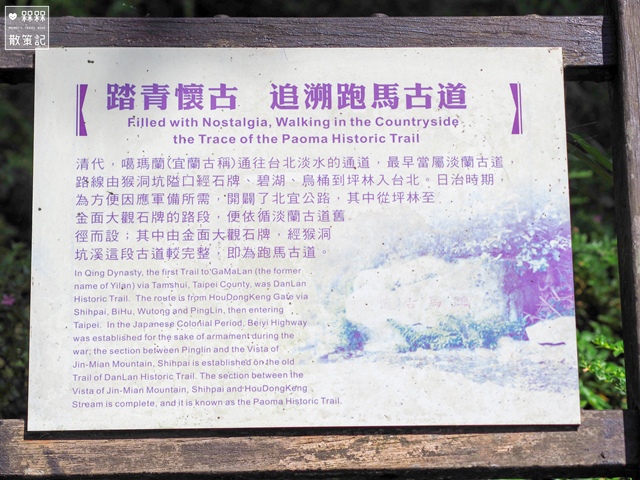 槑槑
散策記
踏青懷古 追溯跑馬古道
Filled with Nostalgia, Walking in the Countryside
the Trace of the Paoma Historic Trail
清代，噶瑪蘭(宜蘭古稱)通往台北淡水的通道，最早當屬淡蘭古道，
路線由猴洞坑隘口經石牌、碧湖、烏桶到坪林入台北。日治時期，
為方便因應軍備所需，開闢了北宜公路，其中從坪林至
金面大觀石牌的路段，便依循淡蘭古道舊
徑而設；其中由金面大觀石牌，經猴洞
坑溪這段古道較完整，即為跑馬古道。
In Qing Dynasty, the first Trail to GaMaLan (the former
name of Yilan) via Tamshui, Taipei County, was DanLan
Historic Trail. The route is from HouDongKeng Gate via
Shihpai, BiHu, Wutong and PingLin, then entering
Taipei. In the Japanese Colonial Period, Beiyi Highway
was established for the sake of armament during the
war; the section between Pinglin and the Vista of
Jin-Mian Mountain, Shihpai is established on the old
Trail of DanLan Historic Trail. The section between the
Vista of Jin-Mian Mountain, Shihpai and HouDongKeng
Stream is complete, and it is known as the Paoma Historic Trail.